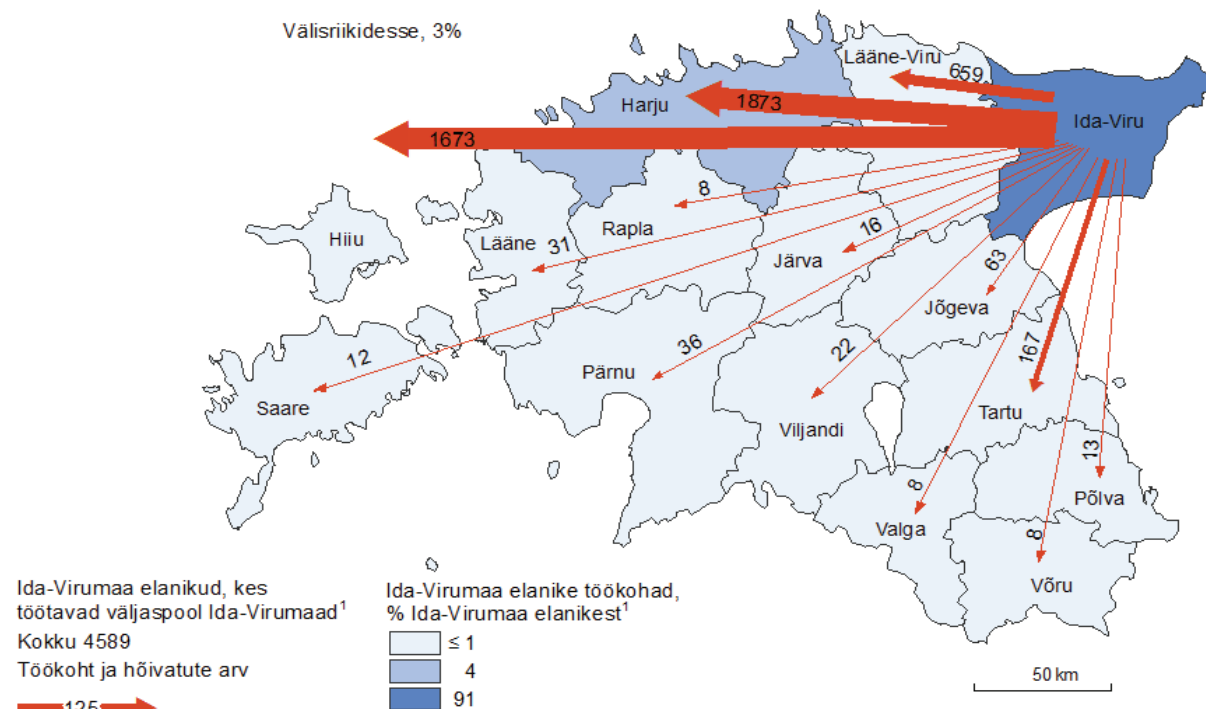 Välisriikidesse, 3%
Lääne-Viru
659
Harju
1873
Ida-Viru
1673
8
Hiiu
Lääne
31
Rapla
16
Järva
63
Jõgeva
12
Saare
Pärnu
36
22
Viljandi
167
Tartu
13
Põlva
8
Valga
8
Võru
Ida-Virumaa elanikud, kes
töötavad väljaspool Ida-Virumaad¹
Kokku 4589
Töökoht ja hõivatute arv
125
Ida-Virumaa elanike töökohad,
% Ida-Virumaa elanikest¹
≤ 1
4
91
50 km